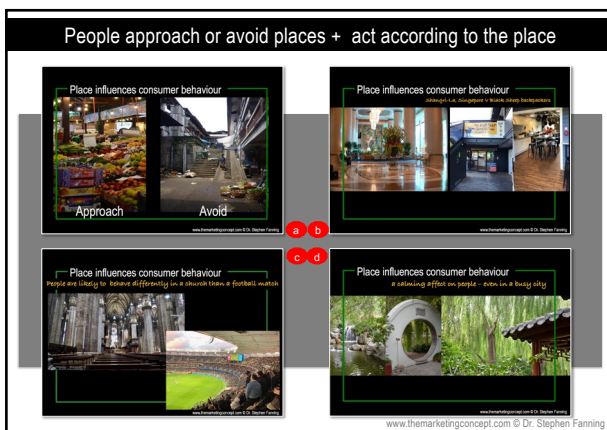 People approach or avoid places + act according to the place
Place influences consumer behaviour
Approach
Avoid
www.themarketingconcept.com © Dr. Stephen Fanning
Place influences consumer behaviour
Shangri-La, Singapore v Black Sheep backpackers
www.themarketingconcept.com © Dr. Stephen Fanning
a
b
c
d
Place influences consumer behaviour
People are likely to behave differently in a church than a football match
www.themarketingconcept.com © Dr. Stephen Fanning
Place influences consumer behaviour
a calming affect on people – even in a busy city
www.themarketingconcept.com © Dr. Stephen Fanning
www.themarketingconcept.com © Dr. Stephen Fanning